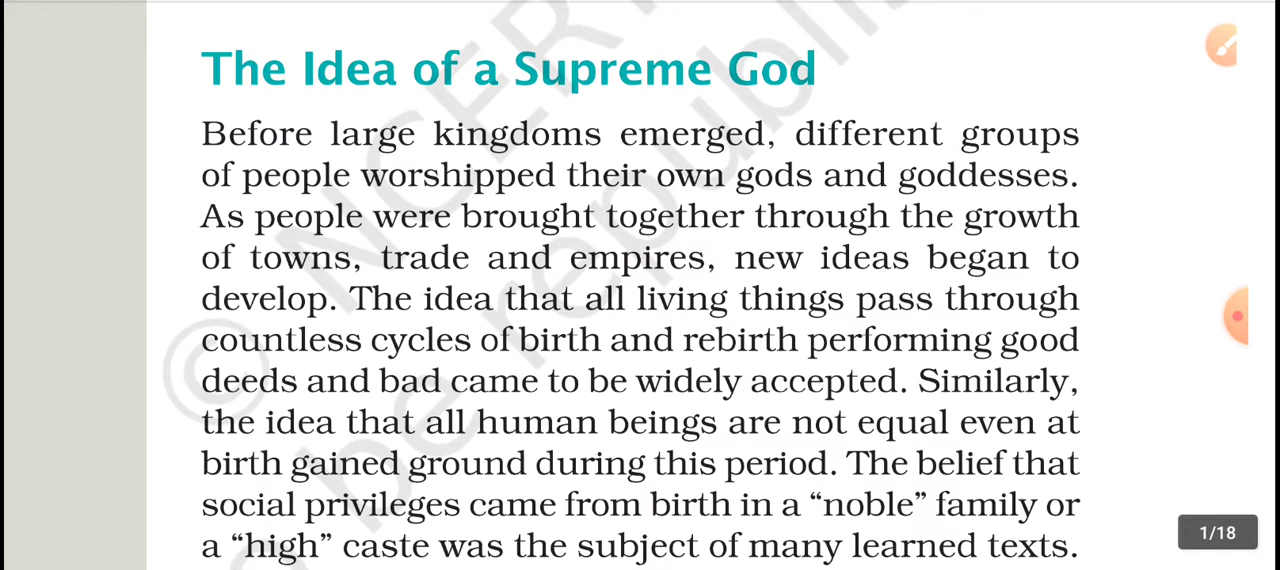 The Idea of a Supreme God
Before large kingdoms emerged, different groups
of people worshipped their own gods and goddesses.
As people were brought together through the growth
of towns, trade and empires, new ideas began to
develop. The idea that all living things pass through
countless cycles of birth and rebirth performing good
deeds and bad came to be widely accepted. Similarly,
the idea that all human beings are not equal even at
birth gained ground during this period. The belief that
social privileges came from birth in a “noble” family or
a “high” caste was the subject of many learned texts.
© NCERT
be republi
1/18